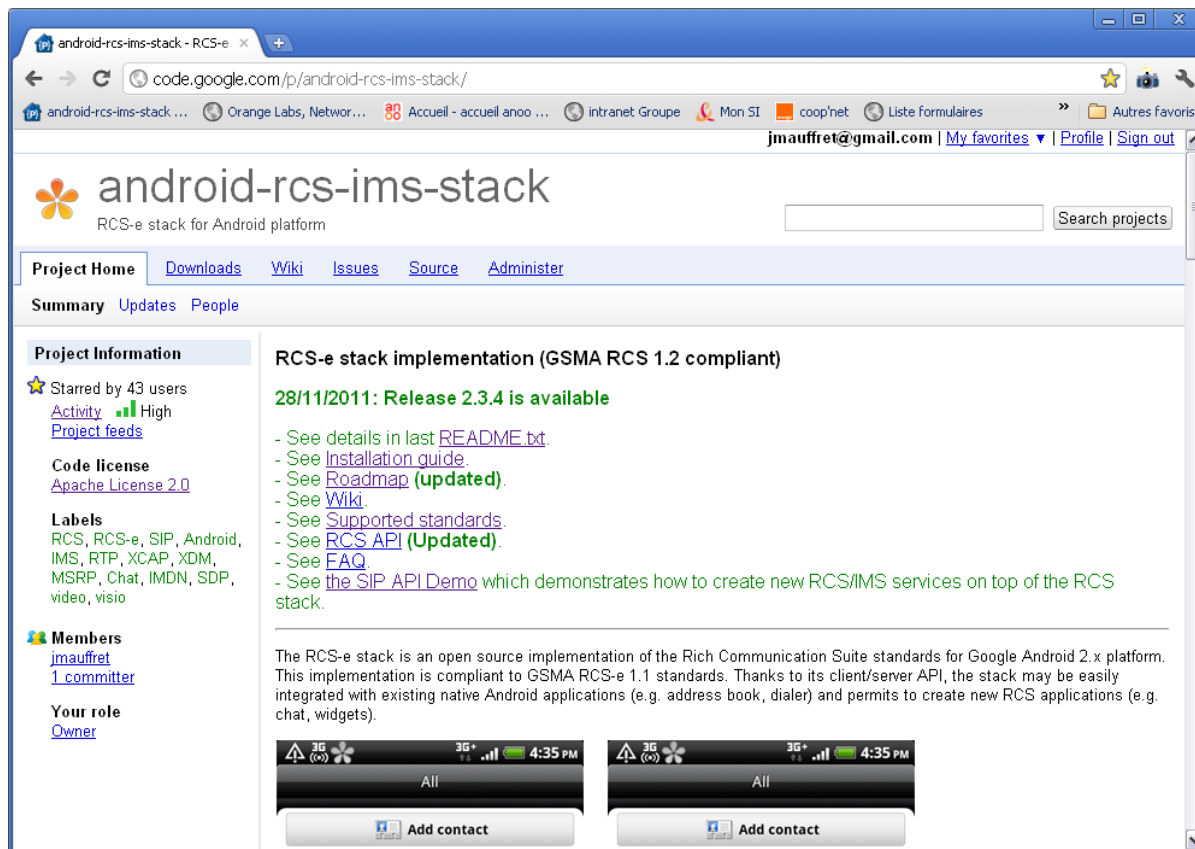 android-rcs-ims-stack - RCS-e
code.google.com/p/android-rcs-ims-stack/
android-rcs-ims-stack ... Orange Labs, Networ... Accueil - accueil anoo ... intranet Groupe Mon SI coop'net Liste formulaires » Autres favoris
jmauffret@gmail.com | My favorites ▼ | Profile | Sign out
android-rcs-ims-stack
RCS-e stack for Android platform
Search projects
Project Home Downloads Wiki Issues Source Administer
Summary Updates People
Project Information
Starred by 43 users
Activity High
Project feeds
Code license
Apache License 2.0
Labels
RCS, RCS-e, SIP, Android,
IMS, RTP, XCAP, XDM,
MSRP, Chat, IMDN, SDP,
video, visio
Members
jmauffret
1 committer
Your role
Owner
RCS-e stack implementation (GSMA RCS 1.2 compliant)
28/11/2011: Release 2.3.4 is available
- See details in last README.txt.
- See Installation guide.
- See Roadmap (updated).
- See Wiki.
- See Supported standards.
- See RCS API (Updated).
- See FAQ.
- See the SIP API Demo which demonstrates how to create new RCS/IMS services on top of the RCS
stack.
The RCS-e stack is an open source implementation of the Rich Communication Suite standards for Google Android 2.x platform.
This implementation is compliant to GSMA RCS-e 1.1 standards. Thanks to its client/server API, the stack may be easily
integrated with existing native Android applications (e.g. address book, dialer) and permits to create new RCS applications (e.g.
chat, widgets).
3G 3G+ 4:35 PM
All
Add contact
3G 3G+ 4:35 PM
All
Add contact